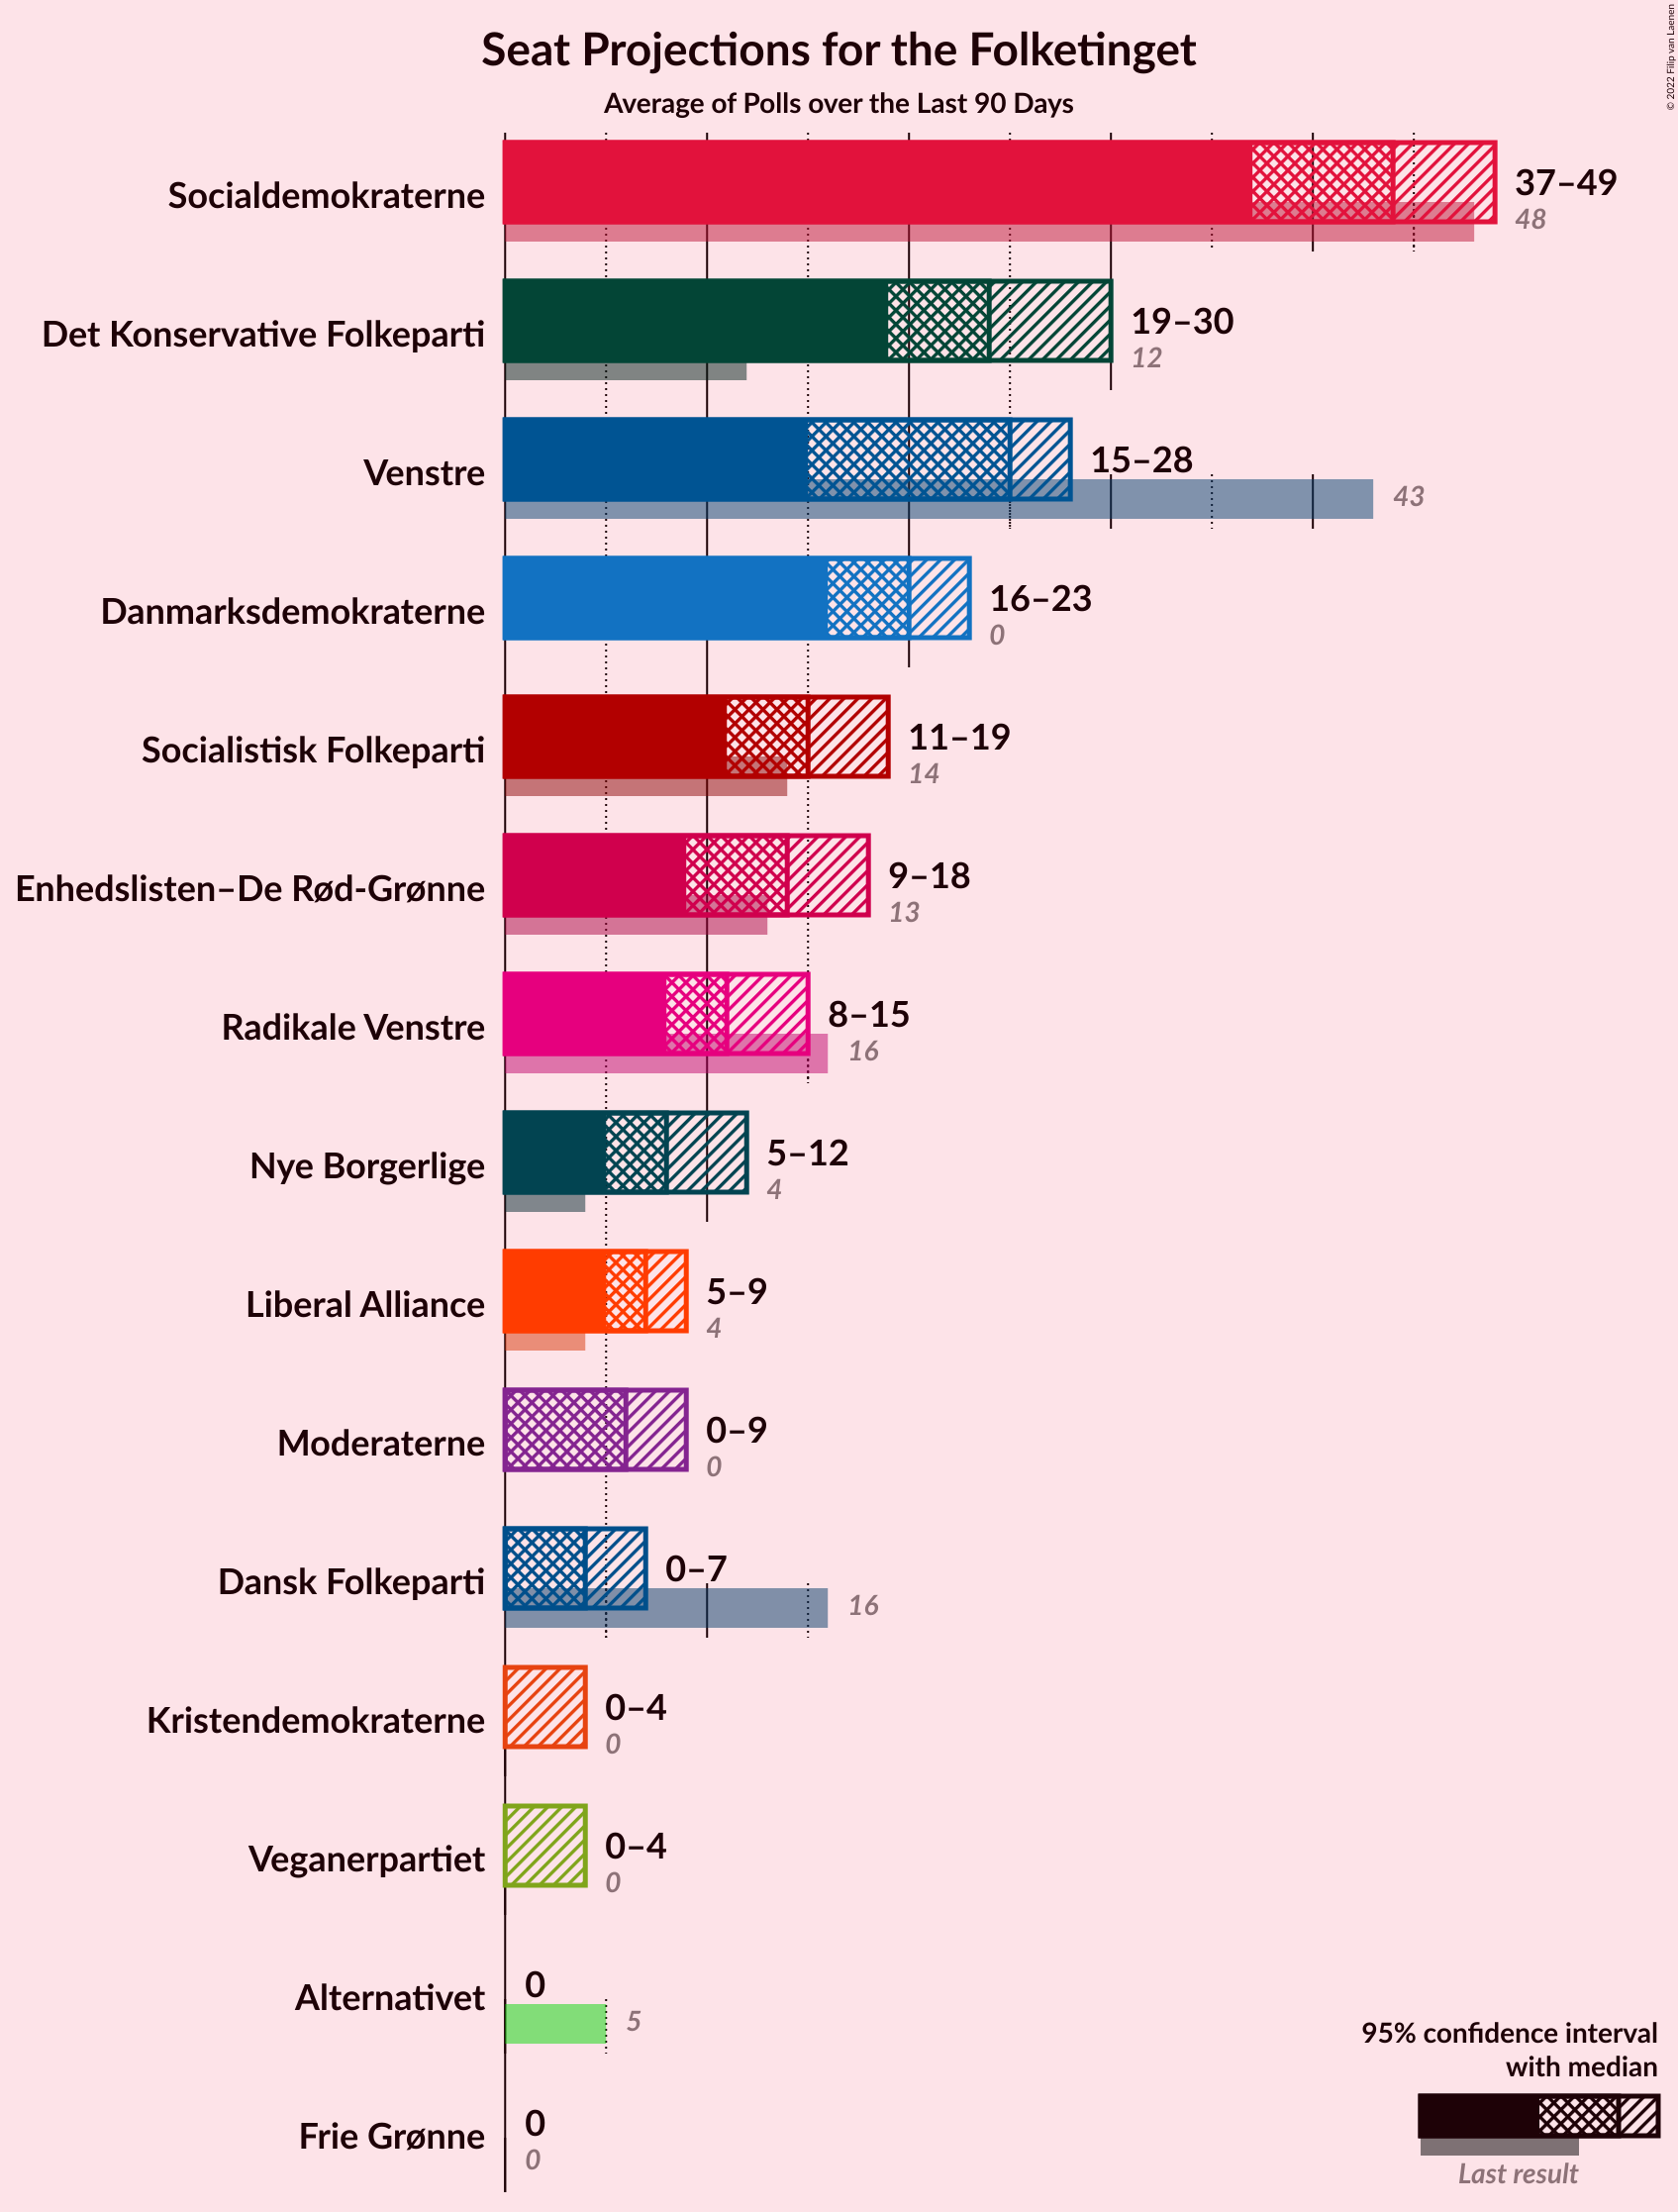 © 2022 Filip van Laenen
Seat Projections for the Folketinget
Average of Polls over the Last 90 Days
Socialdemokraterne
37–49
48
Det Konservative Folkeparti
19–30
12
Venstre
15–28
43
Danmarksdemokraterne
16–23
0
Socialistisk Folkeparti
11–19
14
Enhedslisten–De Rød-Grønne
9–18
13
Radikale Venstre
8–15
16
Nye Borgerlige
5–12
4
Liberal Alliance
5–9
4
Moderaterne
0–9
0
Dansk Folkeparti
0–7
16
Kristendemokraterne
0–4
0
Veganerpartiet
0–4
0
Alternativet
0
5
Frie Grønne
0
0
95% confidence interval
with median
Last result